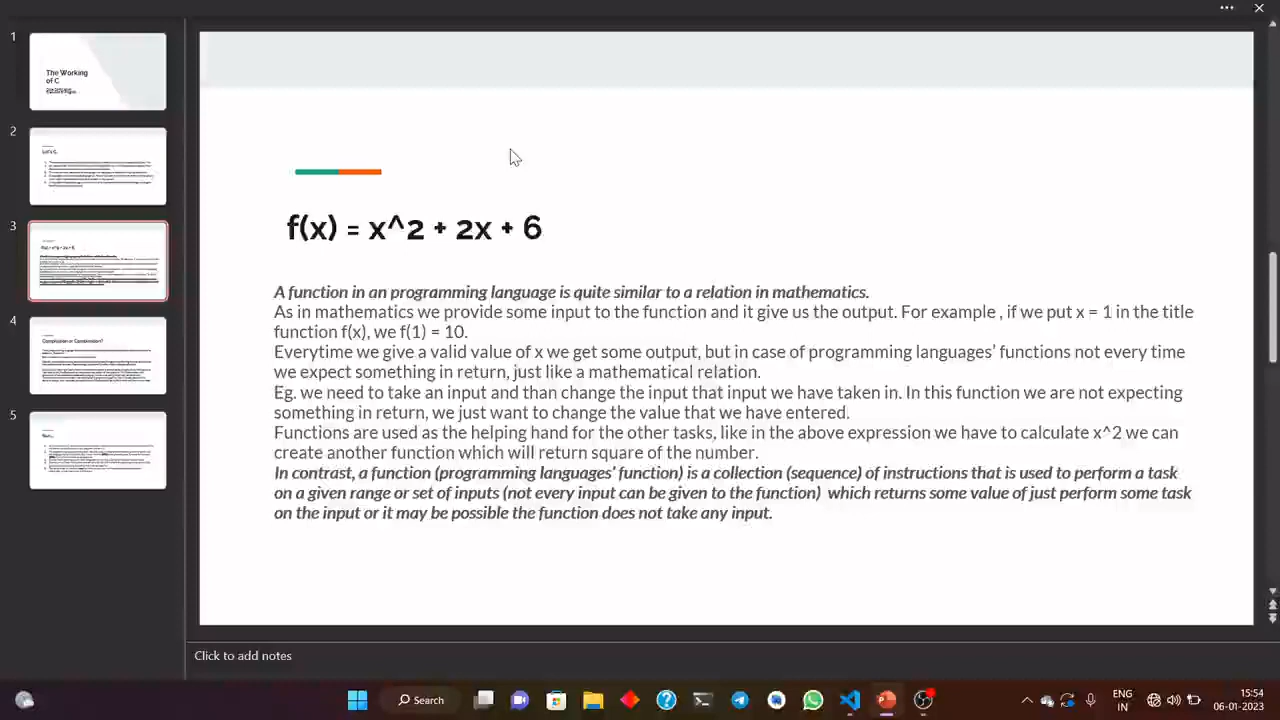 1
The Working
of C
2
3
f(x) = x^2 + 2x + 6
A function in an programming language is quite similar to a relation in mathematics.
As in mathematics we provide some input to the function and it give us the output. For example , if we put x = 1 in the title
function f(x), we f(1) = 10.
Everytime we give a valid value of x we get some output, but in case of programming languages' functions not every time
we expect something in return, just like a mathematical relation.
Eg. we need to take an input and than change the input that input we have taken in. In this function we are not expecting
something in return, we just want to change the value that we have entered.
Functions are used as the helping hand for the other tasks, like in the above expression we have to calculate x^2 we can
create another function which will return square of the number.
In contrast, a function (programming languages' function) is a collection (sequence) of instructions that is used to perform a task
on a given range or set of inputs (not every input can be given to the function) which returns some value of just perform some task
on the input or it may be possible the function does not take any input.
4
5
Click to add notes
Search
ENG
IN
15:54
06-01-2023